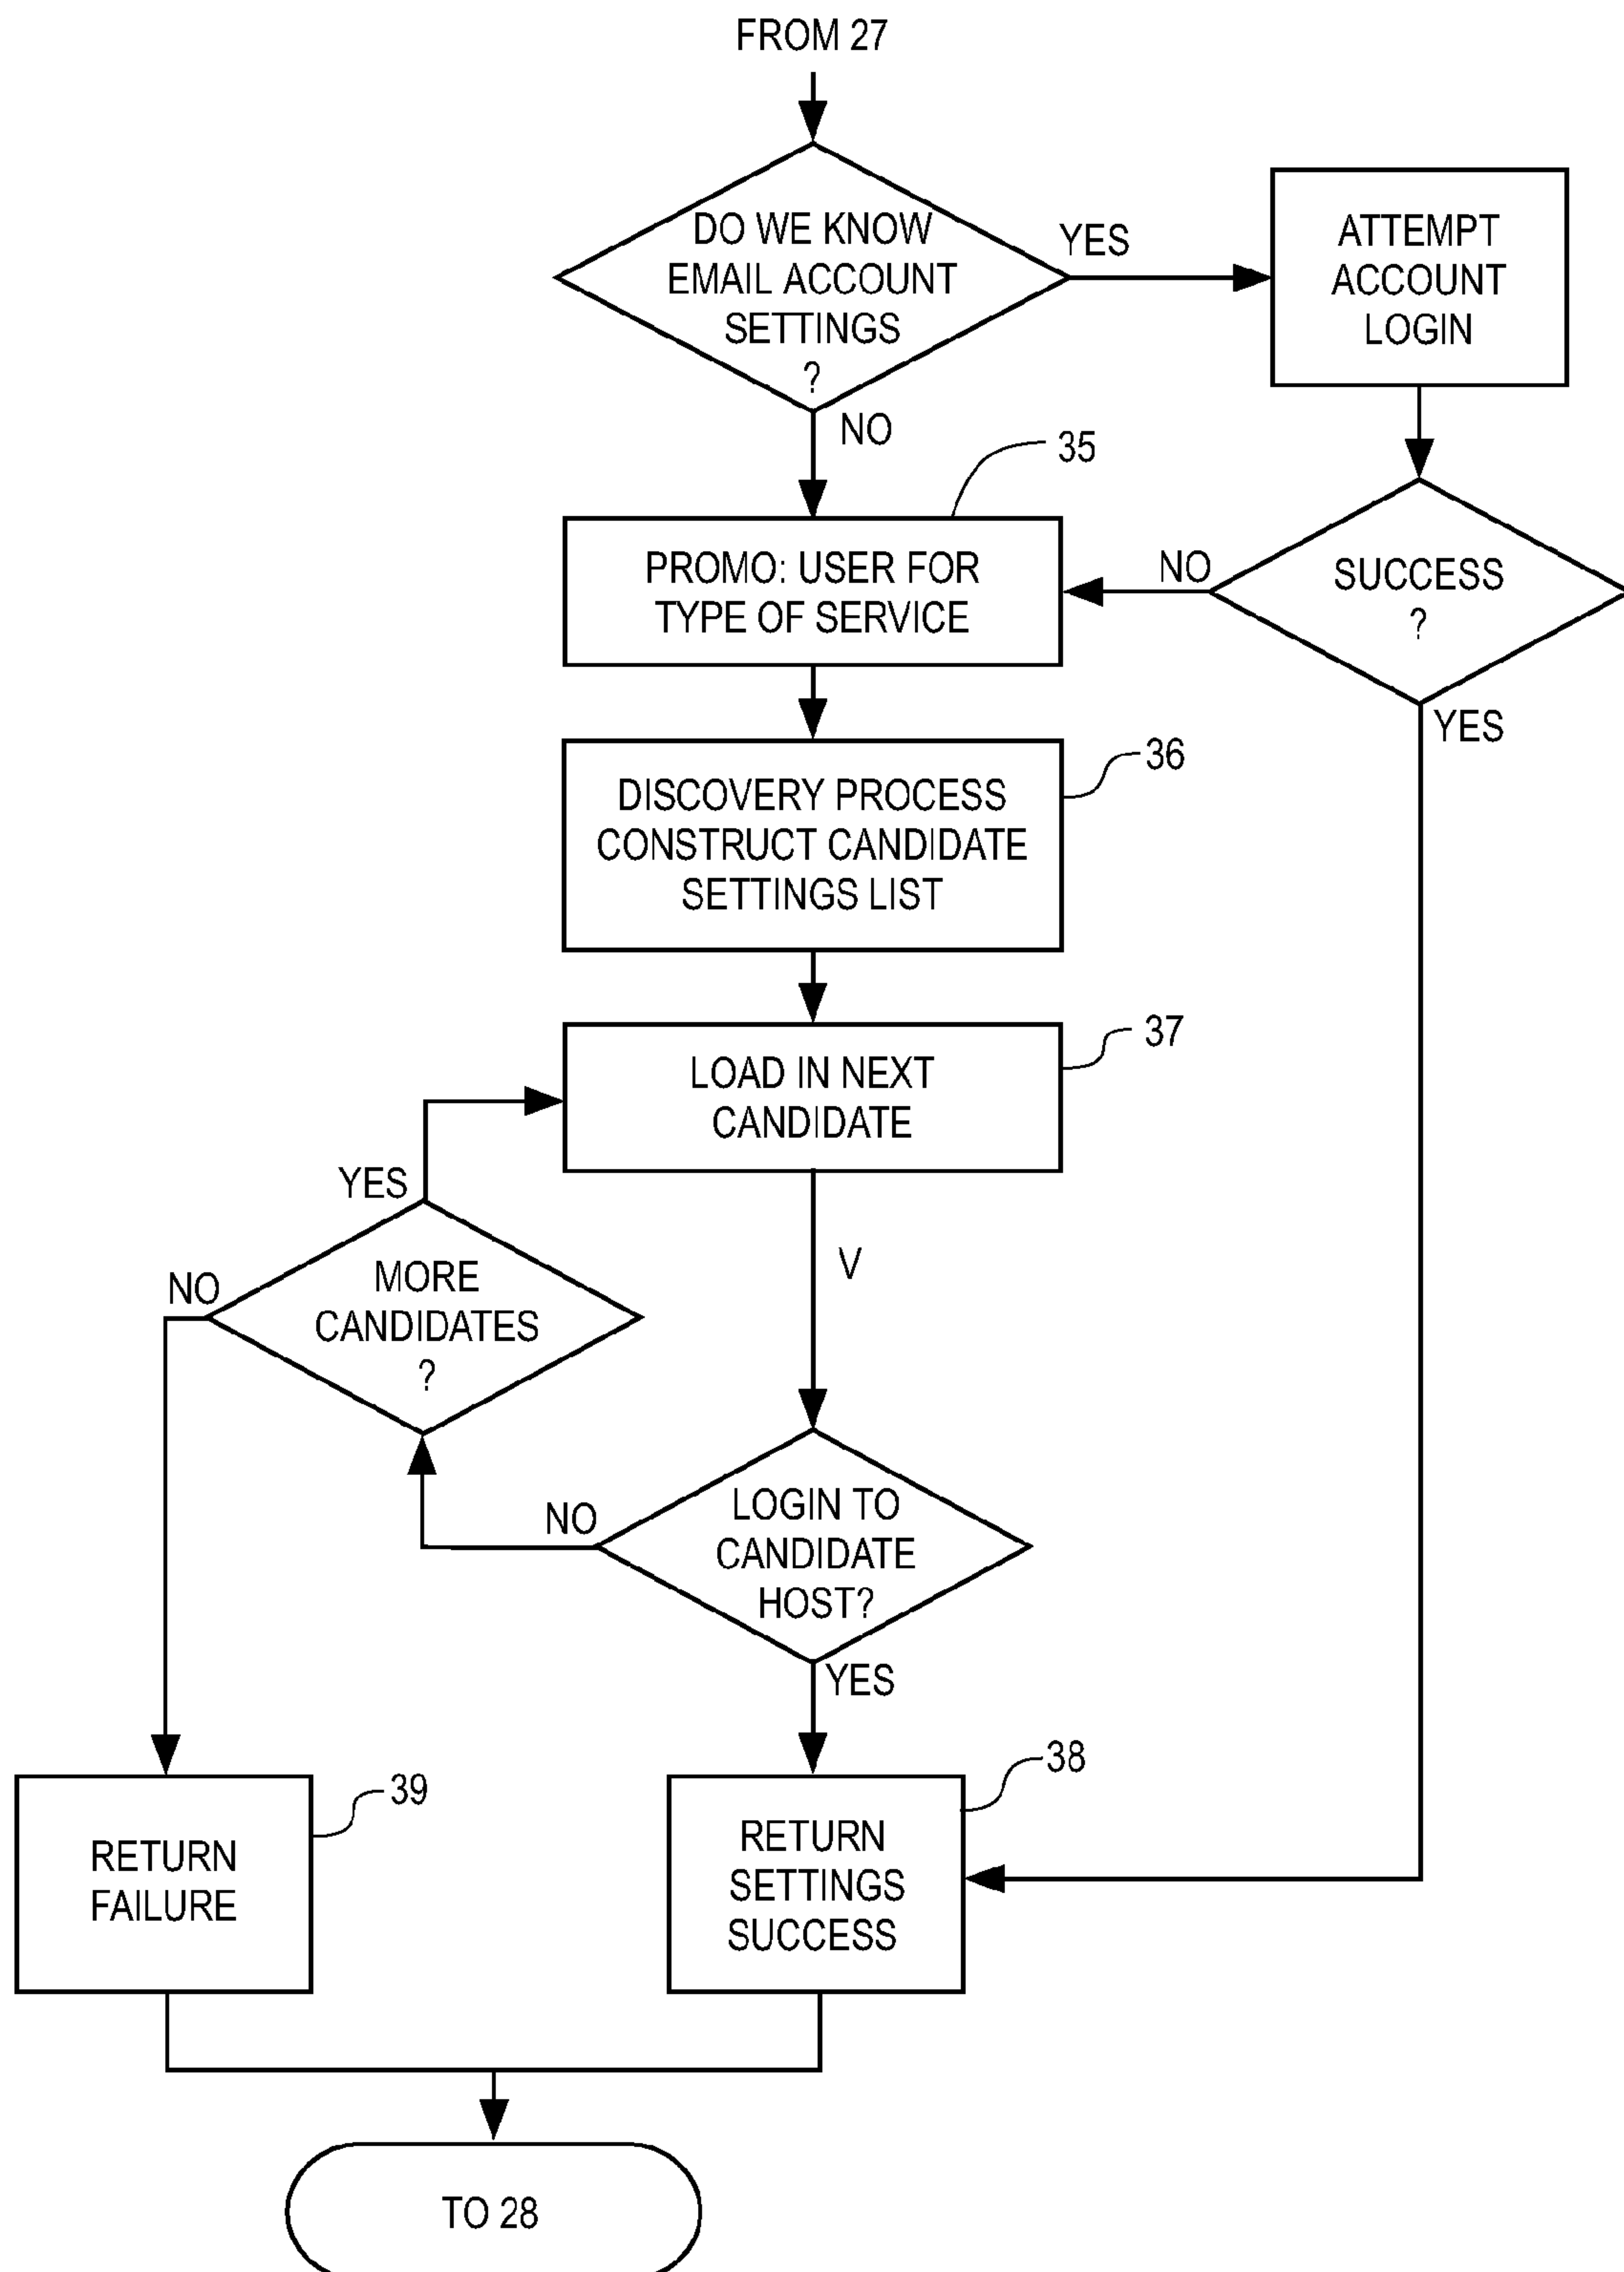 FROM 27
DO WE KNOW
EMAIL ACCOUNT
SETTINGS
?
YES
ATTEMPT
ACCOUNT
LOGIN
NO
35
PROMO: USER FOR
TYPE OF SERVICE
NO
SUCCESS
?
YES
36
DISCOVERY PROCESS
CONSTRUCT CANDIDATE
SETTINGS LIST
37
LOAD IN NEXT
CANDIDATE
YES
NO
MORE
CANDIDATES
?
V
NO
LOGIN TO
CANDIDATE
HOST?
YES
38
39
RETURN
FAILURE
RETURN
SETTINGS
SUCCESS
TO 28